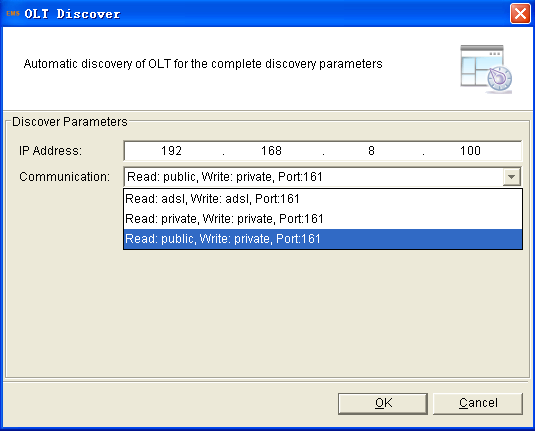 EMS OLT Discover
Automatic discovery of OLT for the complete discovery parameters
Discover Parameters
IP Address: 192 . 168 . 8 . 100
Communication: Read: public, Write: private, Port:161
Read: adsl, Write: adsl, Port:161
Read: private, Write: private, Port:161
Read: public, Write: private, Port:161
OK Cancel